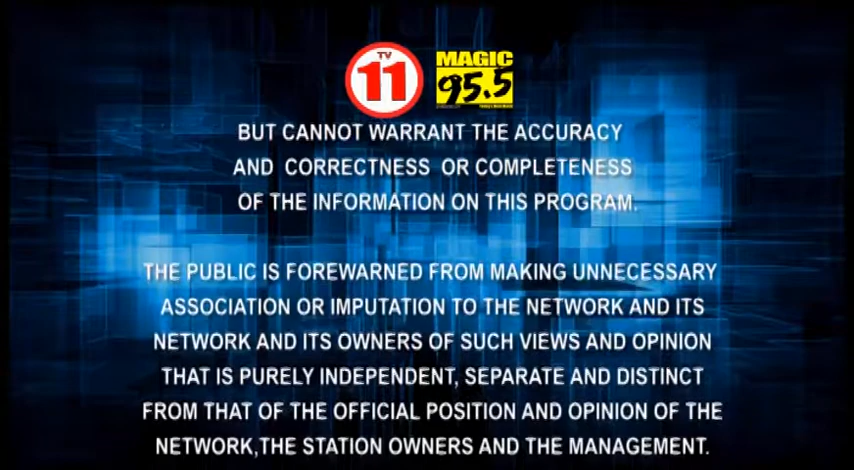 TV
11
MAGIC
95.5
BUT CANNOT WARRANT THE ACCURACY
AND CORRECTNESS OR COMPLETENESS
OF THE INFORMATION ON THIS PROGRAM.
THE PUBLIC IS FOREWARNED FROM MAKING UNNECESSARY
ASSOCIATION OR IMPUTATION TO THE NETWORK AND ITS
NETWORK AND ITS OWNERS OF SUCH VIEWS AND OPINION
THAT IS PURELY INDEPENDENT, SEPARATE AND DISTINCT
FROM THAT OF THE OFFICIAL POSITION AND OPINION OF THE
NETWORK,THE STATION OWNERS AND THE MANAGEMENT.